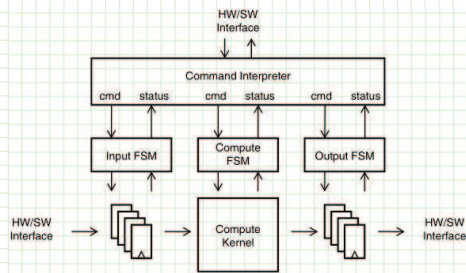 HW/SW
Interface
Command Interpreter
cmd status cmd status cmd status
Input FSM
Compute
FSM
Output FSM
HW/SW
Interface
Compute
Kernel
HW/SW
Interface